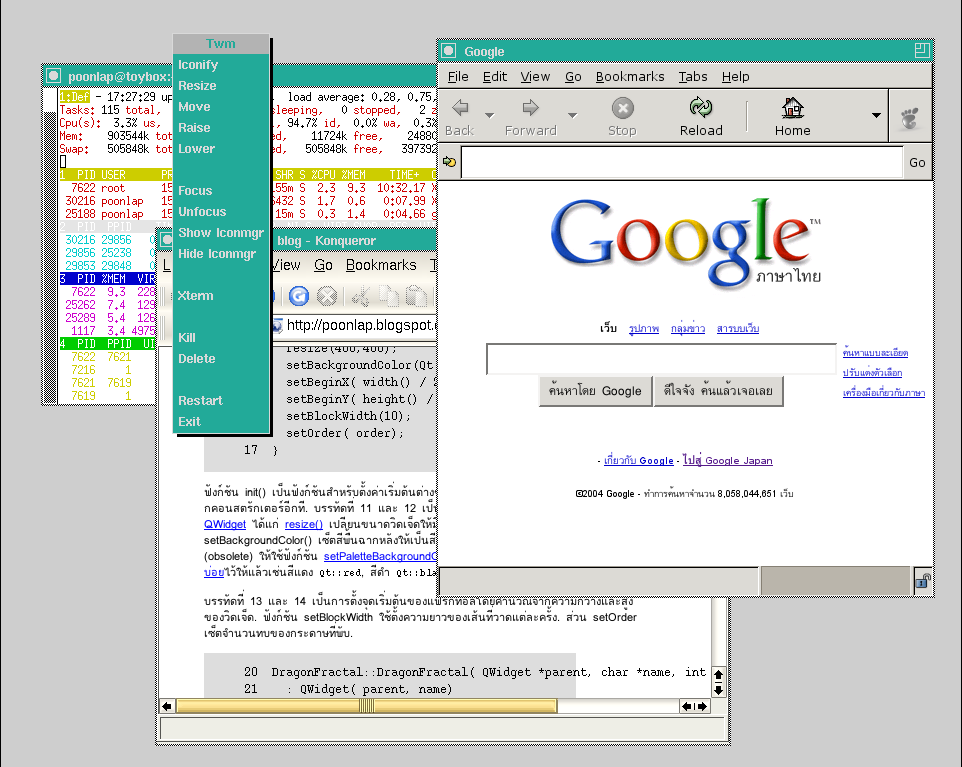 Twm
Iconify
Resize
Move
Raise
Lower
Focus
Unfocus
Show Iconmgr
Hide Iconmgr
Xterm
Kill
Delete
Restart
Exit
poonlap@toybox:
1:Def - 17:27:29 up load average: 0.28, 0.75,
Tasks: 115 total, sleeping, 0 stopped, 2
Cpu(s): 3.3% us, 94.7% id, 0.0% wa, 0.3%
Mem: 903544k tot 11724k free, 24880
Swap: 505848k tot 505848k free, 397392
1 PID USER PR SHR S %CPU %MEM TIME+
7622 root 15 155m S 2.3 9.3 10:32.17
30216 poonlap 15 6432 S 1.7 0.6 0:07.99
25188 poonlap 15 15m S 0.3 1.4 0:04.66
2 PID PPID
30216 29856
29856 25238
29853 29848
3 PID %MEM VIR
7622 9.3 228
25262 7.4 129
25289 5.4 126
1117 3.4 4975
4 PID PPID UI
7622 7621
7216 1
7621 7619
7619 1
blog - Konqueror
L View Go Bookmarks T
http://poonlap.blogspot.
resize(400,400);
setBackgroundColor(Qt
setBeginX( width() / 2
setBeginY( height() /
setBlockWidth(10);
setOrder( order);
17 }
ฟังก์ชัน init() เป็นฟังก์ชันสำหรับตั้งค่าเริ่มต้นต่างๆ
กคอนสตรักเตอร์อีกที. บรรทัดที่ 11 และ 12 เป็น
QWidget ได้แก่ resize() เปลี่ยนขนาดวิดเจ็ตให้
setBackgroundColor() เซ็ตสีพื้นฉากหลังให้เป็นสี
(obsolete) ให้ใช้ฟังก์ชัน setPaletteBackgroundC
บ่อยไว้ให้แล้วเช่นสีแดง Qt::red, สีดำ Qt::bla
บรรทัดที่ 13 และ 14 เป็นการตั้งจุดเริ่มต้นของแฟรกทัลโดยคำนวณจากความกว้างและสูง
ของวิดเจ็ต. ฟังก์ชัน setBlockWidth ใช้ตั้งความยาวของเส้นที่วาดแต่ละครั้ง. ส่วน setOrder
เซ็ตจำนวนทบของกระดาษที่พับ.
20 DragonFractal::DragonFractal( QWidget *parent, char *name, int
21 : QWidget( parent, name)
Google
File Edit View Go Bookmarks Tabs Help
Back Forward Stop Reload Home
Go
Google™
ภาษาไทย
เว็บ รูปภาพ กลุ่มข่าว สารบบเว็บ
ค้นหาแบบละเอียด
ปรับแต่งตัวเลือก
เครื่องมือเกี่ยวกับภาษา
ค้นหาโดย Google ดีใจจัง ค้นแล้วเจอเลย
- เกี่ยวกับ Google - ไปสู่ Google Japan
©2004 Google - ทำการค้นหาจำนวน 8,058,044,651 เว็บ